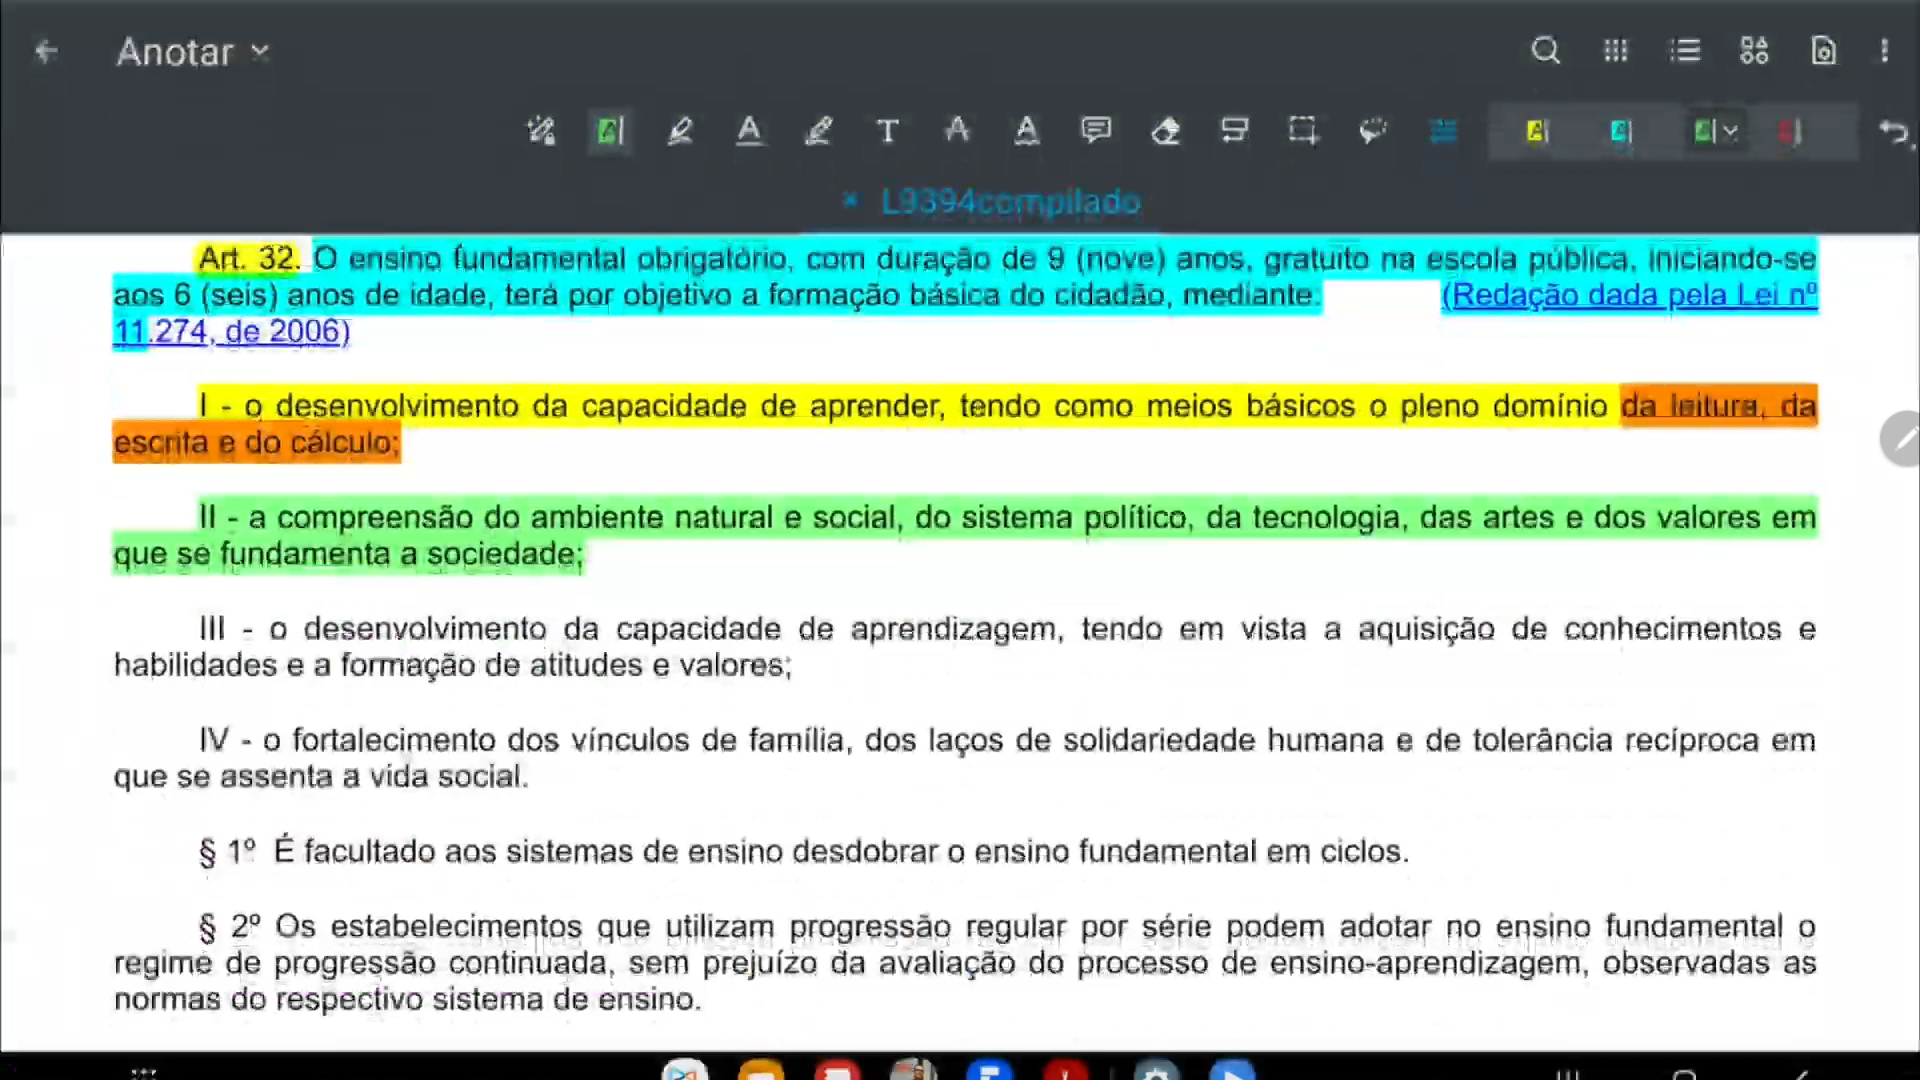 Anotar
L9394compilado
Art. 32. O ensino fundamental obrigatório, com duração de 9 (nove) anos, gratuito na escola pública, iniciando-se
aos 6 (seis) anos de idade, terá por objetivo a formação básica do cidadão, mediante: (Redação dada pela Lei nº
11.274, de 2006)
I - o desenvolvimento da capacidade de aprender, tendo como meios básicos o pleno domínio da leitura, da
escrita e do cálculo;
II - a compreensão do ambiente natural e social, do sistema político, da tecnologia, das artes e dos valores em
que se fundamenta a sociedade;
III - o desenvolvimento da capacidade de aprendizagem, tendo em vista a aquisição de conhecimentos e
habilidades e a formação de atitudes e valores;
IV - o fortalecimento dos vínculos de família, dos laços de solidariedade humana e de tolerância recíproca em
que se assenta a vida social.
§ 1º É facultado aos sistemas de ensino desdobrar o ensino fundamental em ciclos.
§ 2º Os estabelecimentos que utilizam progressão regular por série podem adotar no ensino fundamental o
regime de progressão continuada, sem prejuízo da avaliação do processo de ensino-aprendizagem, observadas as
normas do respectivo sistema de ensino.